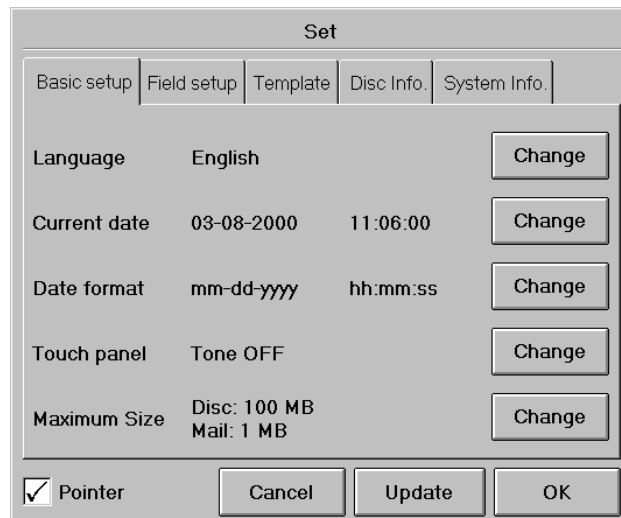 Set
Basic setup Field setup Template Disc Info. System Info.
Language English Change
Current date 03-08-2000 11:06:00 Change
Date format mm-dd-yyyy hh:mm:ss Change
Touch panel Tone OFF Change
Maximum Size Disc: 100 MB Change
Mail: 1 MB
Pointer Cancel Update OK